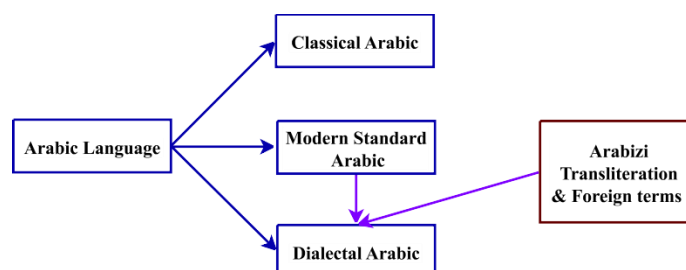 Classical Arabic
Arabic Language
Modern Standard
Arabic
Arabizi
Transliteration
& Foreign terms
Dialectal Arabic